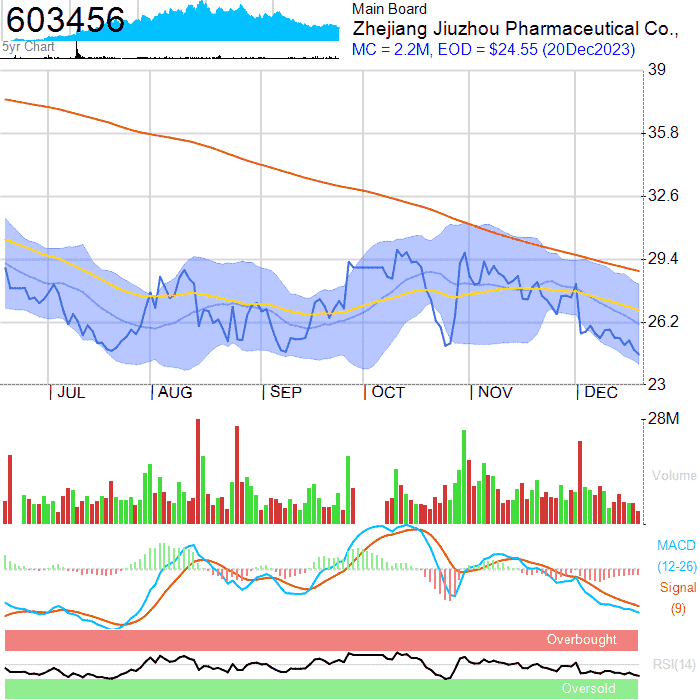 603456
5yr Chart
Main Board
Zhejiang Jiuzhou Pharmaceutical Co.,
MC = 2.2M, EOD = $24.55 (20Dec2023)
39
35.8
32.6
29.4
26.2
23
JUL AUG SEP OCT NOV DEC
28M
Volume
MACD
(12-26)
Signal
(9)
Overbought
RSI(14)
Oversold